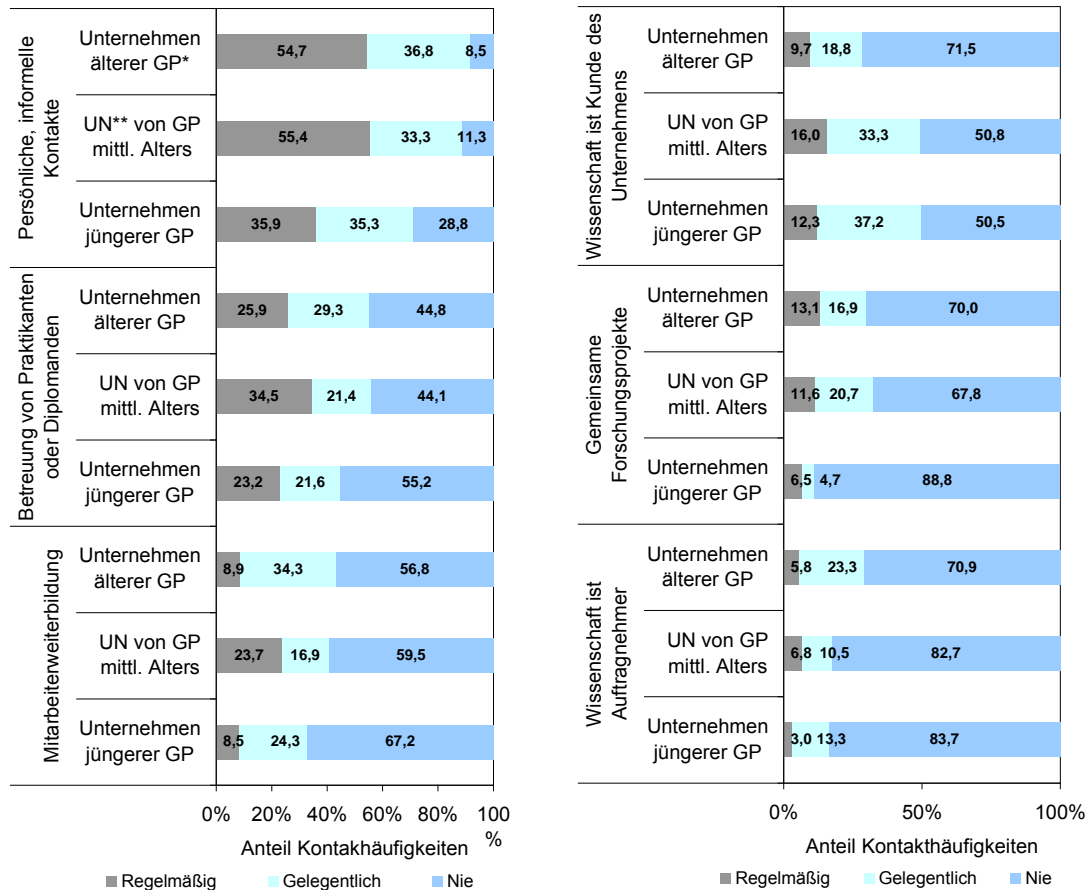 Persönliche, informelle
Kontakte
Unternehmen
älterer GP*
54,7 36,8 8,5
UN** von GP
mittl. Alters
55,4 33,3 11,3
Unternehmen
jüngerer GP
35,9 35,3 28,8
Betreuung von Praktikanten
oder Diplomanden
Unternehmen
älterer GP
25,9 29,3 44,8
UN von GP
mittl. Alters
34,5 21,4 44,1
Unternehmen
jüngerer GP
23,2 21,6 55,2
Mitarbeiterweiterbildung
Unternehmen
älterer GP
8,9 34,3 56,8
UN von GP
mittl. Alters
23,7 16,9 59,5
Unternehmen
jüngerer GP
8,5 24,3 67,2
0% 20% 40% 60% 80% 100
%
Anteil Kontakhäufigkeiten
Regelmäßig Gelegentlich Nie
Wissenschaft ist Kunde des
Unternehmens
Unternehmen
älterer GP
9,7 18,8 71,5
UN von GP
mittl. Alters
16,0 33,3 50,8
Unternehmen
jüngerer GP
12,3 37,2 50,5
Gemeinsame
Forschungsprojekte
Unternehmen
älterer GP
13,1 16,9 70,0
UN von GP
mittl. Alters
11,6 20,7 67,8
Unternehmen
jüngerer GP
6,5 4,7 88,8
Wissenschaft ist
Auftragnehmer
Unternehmen
älterer GP
5,8 23,3 70,9
UN von GP
mittl. Alters
6,8 10,5 82,7
Unternehmen
jüngerer GP
3,0 13,3 83,7
0% 50% 100%
Anteil Kontakthäufigkeiten
Regelmäßig Gelegentlich Nie